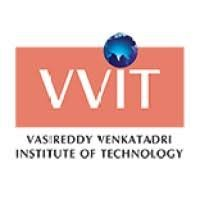 VVIT
VASIREDDY VENKATADRI
INSTITUTE OF TECHNOLOGY